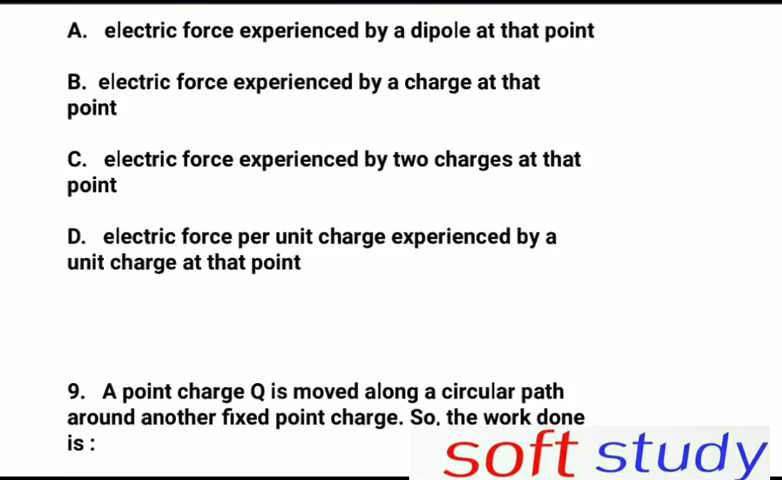 A. electric force experienced by a dipole at that point
B. electric force experienced by a charge at that
point
C. electric force experienced by two charges at that
point
D. electric force per unit charge experienced by a
unit charge at that point
9. A point charge Q is moved along a circular path
around another fixed point charge. So, the work done
is :
soft study